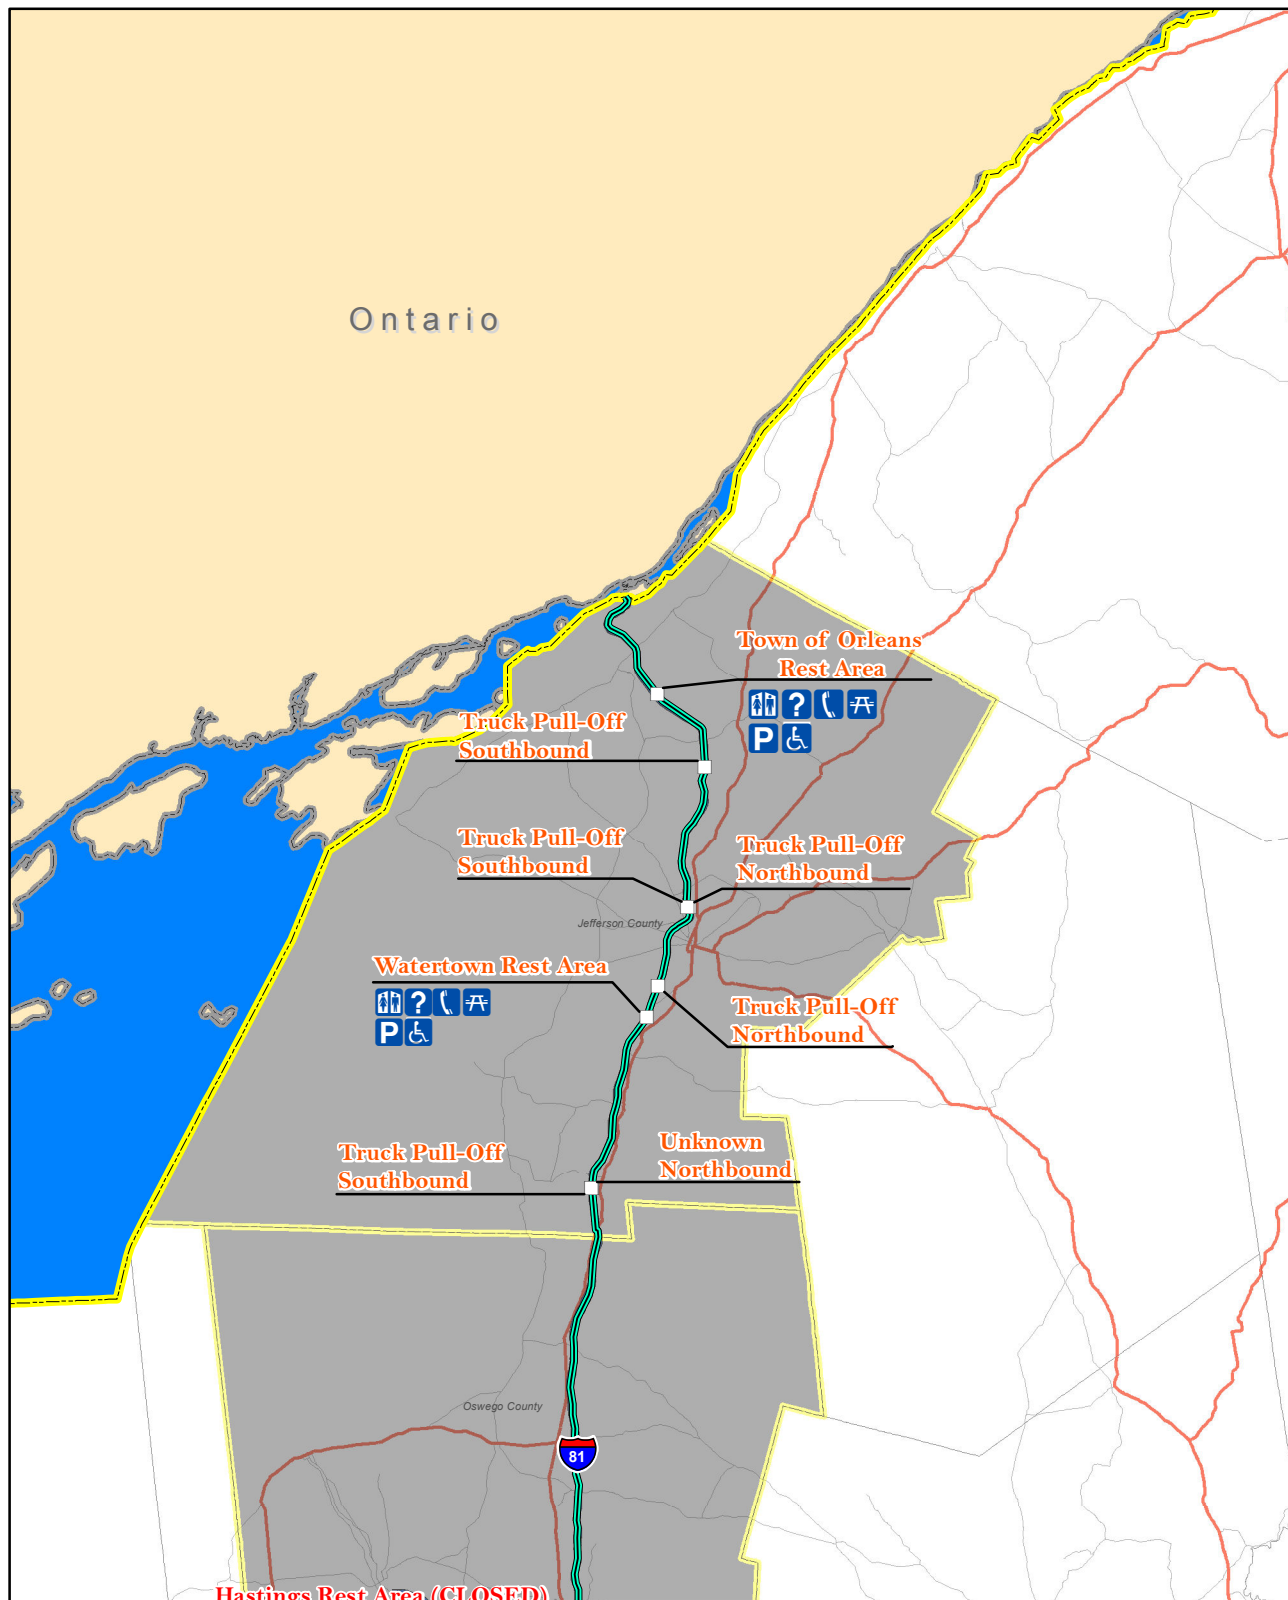 Ontario
Town of Orleans
Rest Area
?
P
Truck Pull-Off
Southbound
Truck Pull-Off
Southbound
Truck Pull-Off
Northbound
Jefferson County
Watertown Rest Area
?
P
Truck Pull-Off
Northbound
Truck Pull-Off
Southbound
Unknown
Northbound
Oswego County
81
Hastings Rest Area (CLOSED)